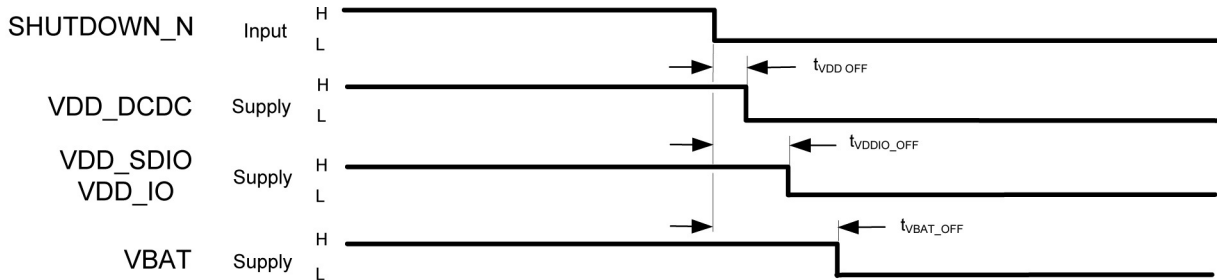 SHUTDOWN_N Input H
L
tVDD OFF
VDD_DCDC Supply H
L
tVDDIO_OFF
VDD_SDIO
VDD_IO Supply H
L
tVBAT_OFF
VBAT Supply H
L